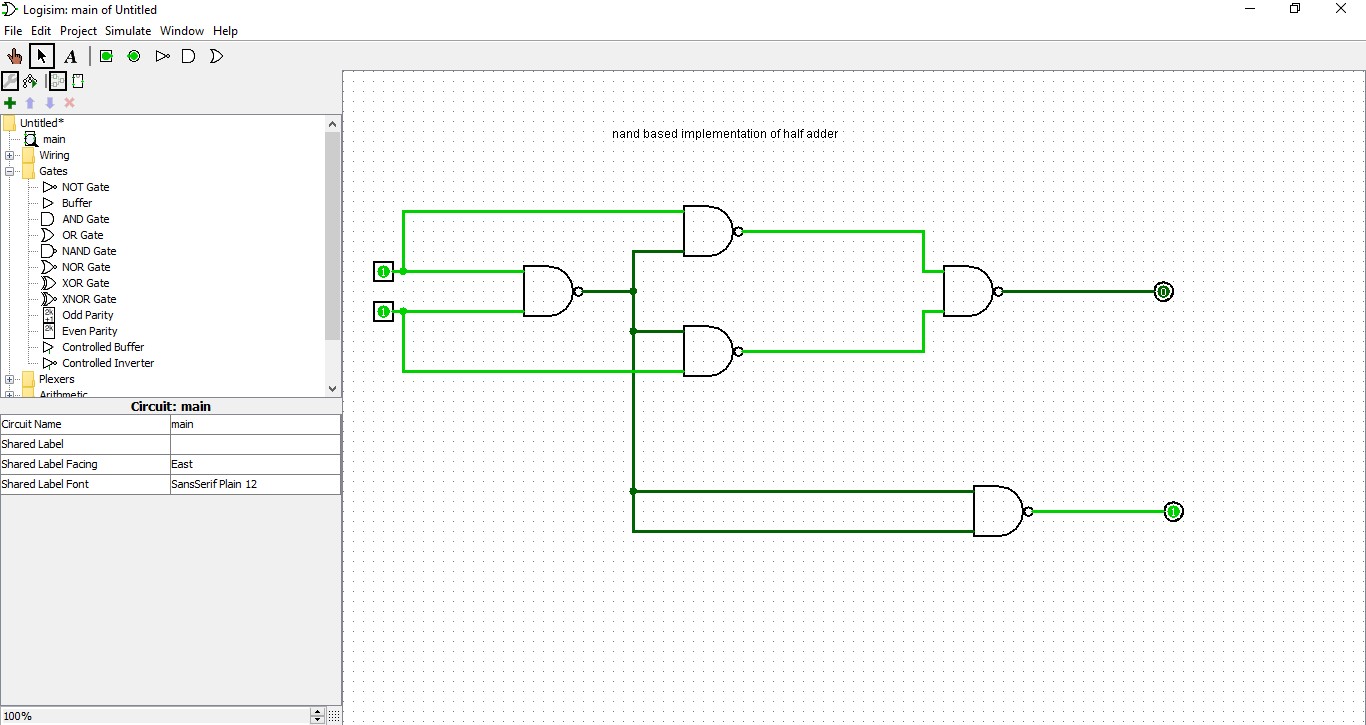 Logisim: main of Untitled
File Edit Project Simulate Window Help
A
Untitled*
main
Wiring
Gates
NOT Gate
Buffer
AND Gate
OR Gate
NAND Gate
NOR Gate
XOR Gate
XNOR Gate
Odd Parity
Even Parity
Controlled Buffer
Controlled Inverter
Plexers
Arithmetic
Circuit: main
Circuit Name main
Shared Label
Shared Label Facing East
Shared Label Font SansSerif Plain 12
100%
nand based implementation of half adder
1
1
0
1